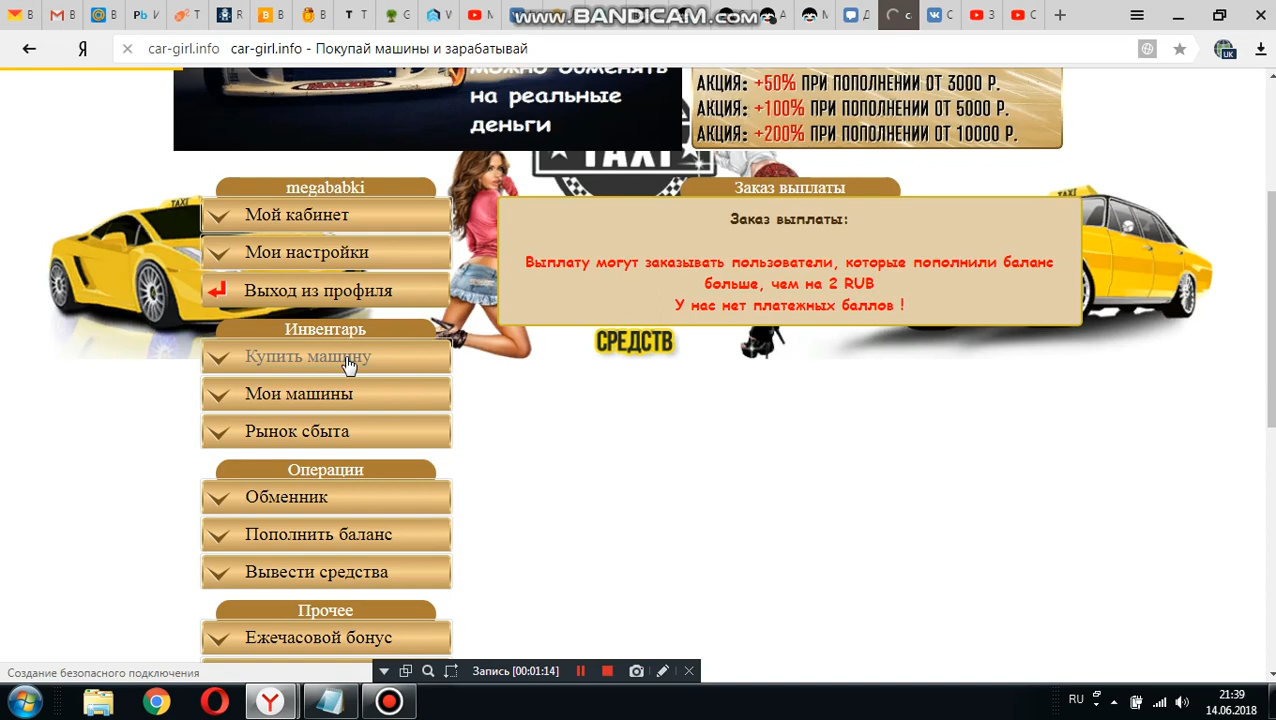 www.BANDICAM.com
car-girl.info car-girl.info - Покупай машины и зарабатывай
можно обменять
на реальные
деньги
АКЦИЯ: +50% ПРИ ПОПОЛНЕНИИ ОТ 3000 Р.
АКЦИЯ: +100% ПРИ ПОПОЛНЕНИИ ОТ 5000 Р.
АКЦИЯ: +200% ПРИ ПОПОЛНЕНИИ ОТ 10000 Р.
TAXI
megababki
Мой кабинет
Мои настройки
Выход из профиля
Инвентарь
Купить машину
Мои машины
Рынок сбыта
Операции
Обменник
Пополнить баланс
Вывести средства
Прочее
Ежечасовой бонус
Заказ выплаты
Заказ выплаты:
Выплату могут заказывать пользователи, которые пополнили баланс
больше, чем на 2 RUB
У нас нет платежных баллов !
СРЕДСТВ
Создание безопасного подключения
Запись [00:01:14]
RU
21:39
14.06.2018